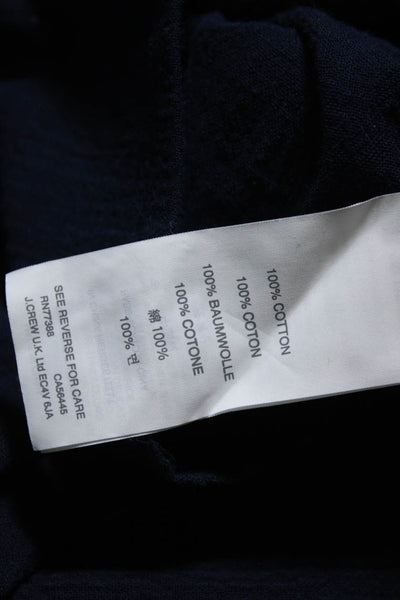 100% COTTON
100% COTON
100% BAUMWOLLE
100% COTONE
綿 100%
100% 면
SEE REVERSE FOR CARE
RN77388 CA56445
J.CREW U.K. Ltd EC4V 6JA